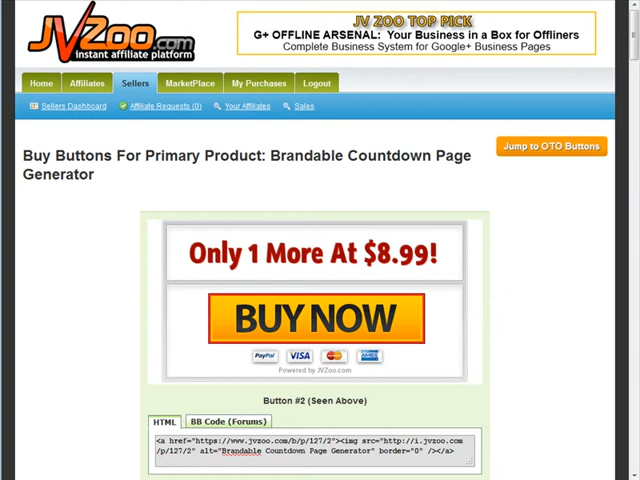 JVZoo.com
instant affiliate platform
JV ZOO TOP PICK
G+ OFFLINE ARSENAL: Your Business in a Box for Offliners
Complete Business System for Google+ Business Pages
Home Affiliates Sellers MarketPlace My Purchases Logout
Sellers Dashboard Affiliate Requests (0) Your Affiliates Sales
Buy Buttons For Primary Product: Brandable Countdown Page
Generator
Jump to OTO Buttons
Only 1 More At $8.99!
BUY NOW
PayPal VISA MasterCard AMEX
Powered by JVZoo.com
Button #2 (Seen Above)
HTML BB Code (Forums)
<a href="https://www.jvzoo.com/b/p/127/2"><img src="http://i.jvzoo.com
/p/127/2" alt="Brandable Countdown Page Generator" border="0" /></a>